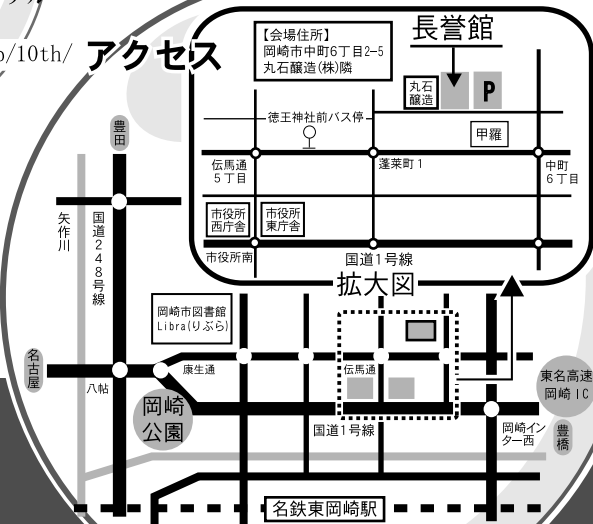 o/10th/
アクセス
【会場住所】
岡崎市中町6丁目2-5
丸石醸造(株)隣
長誉館
丸石
醸造
P
徳王神社前バス停
甲羅
伝馬通
5丁目
蓬莱町1
中町
6丁目
市役所
西庁舎
市役所
東庁舎
市役所南
国道1号線
拡大図
豊田
矢作川
国道248号線
岡崎市図書館
Libra(りぶら)
名古屋
八帖
康生通
伝馬通
岡崎
公園
国道1号線
岡崎イン
ター西
東名高速
岡崎IC
豊橋
名鉄東岡崎駅